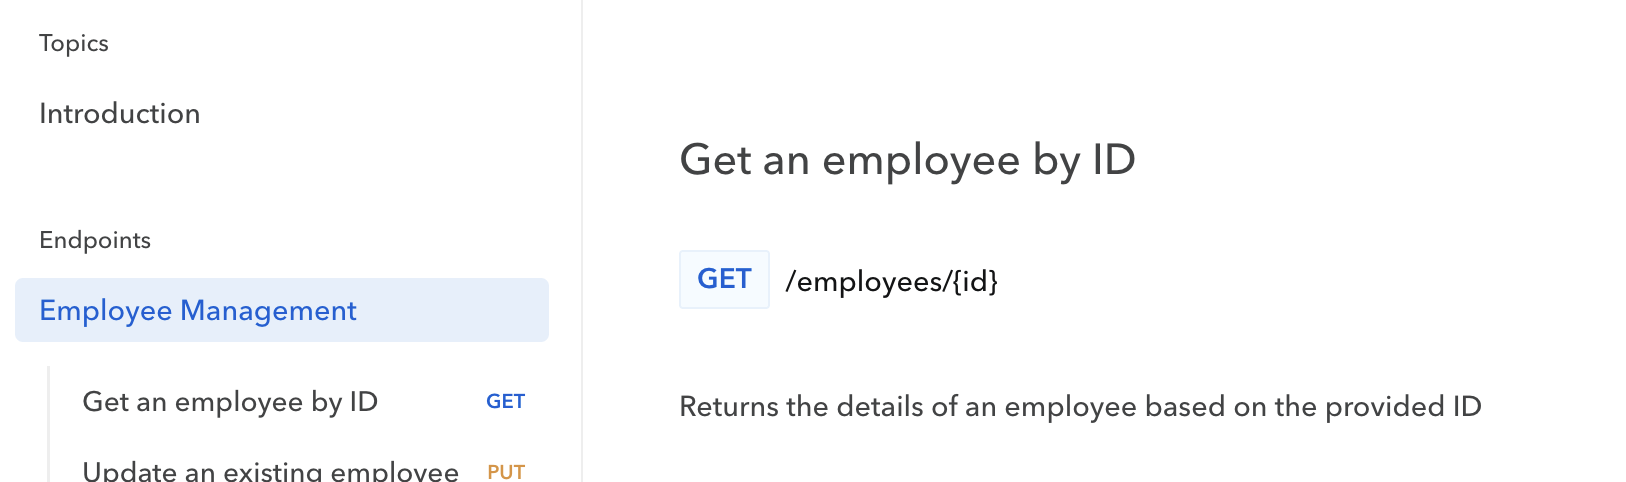 Topics
Introduction
Endpoints
Employee Management
Get an employee by ID GET
Update an existing employee PUT
Get an employee by ID
GET /employees/{id}
Returns the details of an employee based on the provided ID